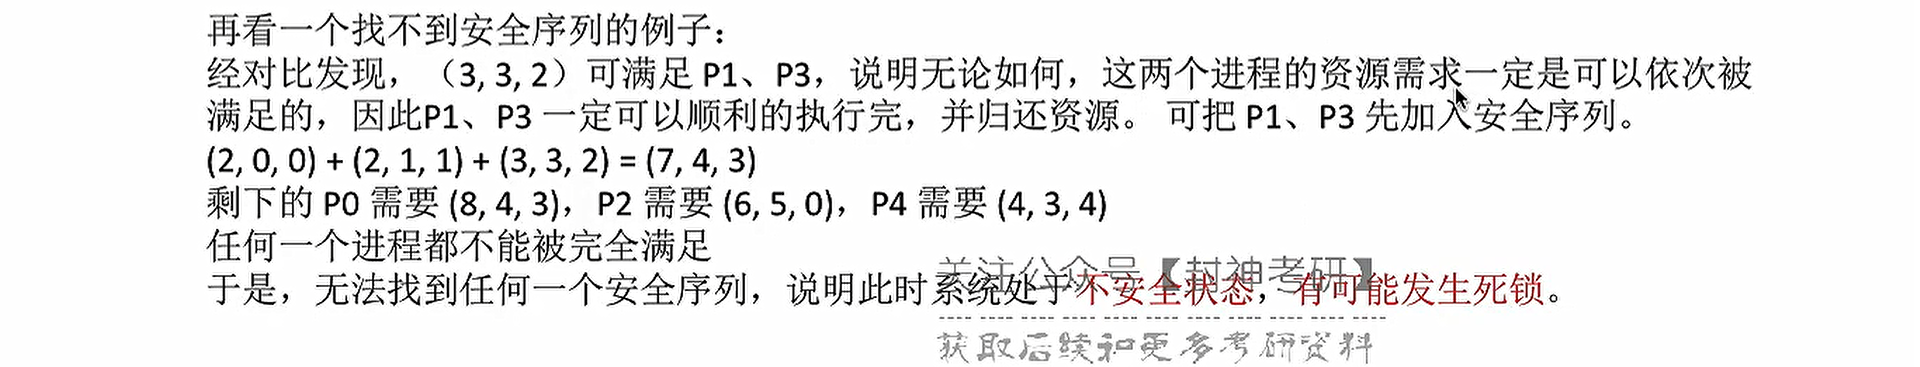 再看一个找不到安全序列的例子：
经对比发现，（3, 3, 2）可满足 P1、P3，说明无论如何，这两个进程的资源需求一定是可以依次被
满足的，因此P1、P3 一定可以顺利的执行完，并归还资源。 可把 P1、P3 先加入安全序列。
(2, 0, 0) + (2, 1, 1) + (3, 3, 2) = (7, 4, 3)
剩下的 P0 需要 (8, 4, 3)，P2 需要 (6, 5, 0)，P4 需要 (4, 3, 4)
任何一个进程都不能被完全满足
关注公众号【封神考研】
于是，无法找到任何一个安全序列，说明此时系统处于不安全状态，有可能发生死锁。
获取后续和更多考研资料